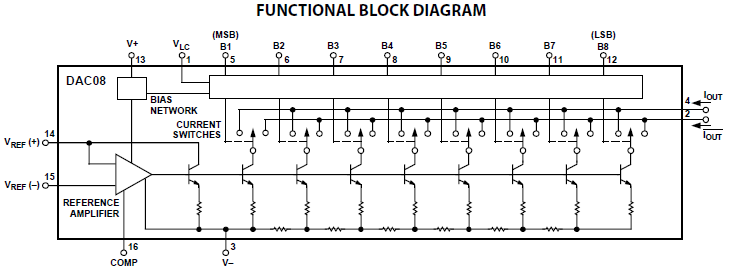 FUNCTIONAL BLOCK DIAGRAM
(MSB) (LSB)
V+ VLC B1 B2 B3 B4 B5 B6 B7 B8
13 1 5 6 7 8 9 10 11 12
DAC08
BIAS
NETWORK
CURRENT
SWITCHES
4 IOUT
2 IOUT
14
VREF (+)
15
VREF (–)
REFERENCE
AMPLIFIER
16 3
COMP V–